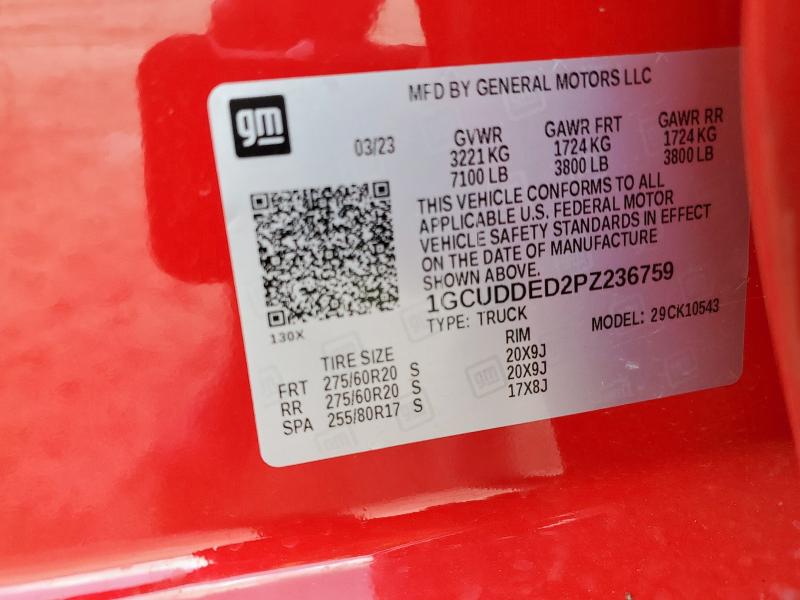 MFD BY GENERAL MOTORS LLC
gm
03/23
GVWR GAWR FRT GAWR RR
3221 KG 1724 KG 1724 KG
7100 LB 3800 LB 3800 LB
THIS VEHICLE CONFORMS TO ALL
APPLICABLE U.S. FEDERAL MOTOR
VEHICLE SAFETY STANDARDS IN EFFECT
ON THE DATE OF MANUFACTURE
SHOWN ABOVE.
1GCUDDED2PZ236759
TYPE: TRUCK MODEL: 29CK10543
130X
TIRE SIZE RIM
FRT 275/60R20 S 20X9J
RR 275/60R20 S 20X9J
SPA 255/80R17 S 17X8J